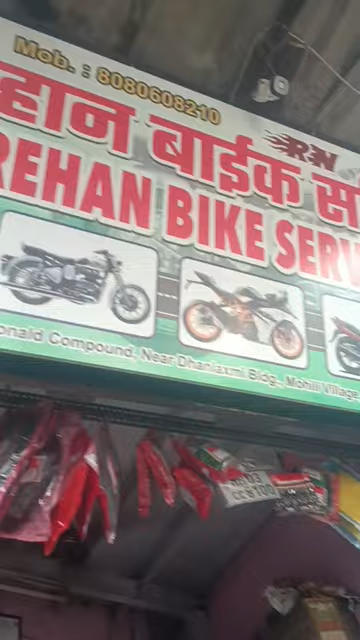 Mob. : 8080608210
RN
हान बाईक स
REHAN BIKE SERV
onald Compound, Near Dhanlaxmi Bldg., Mohili Village